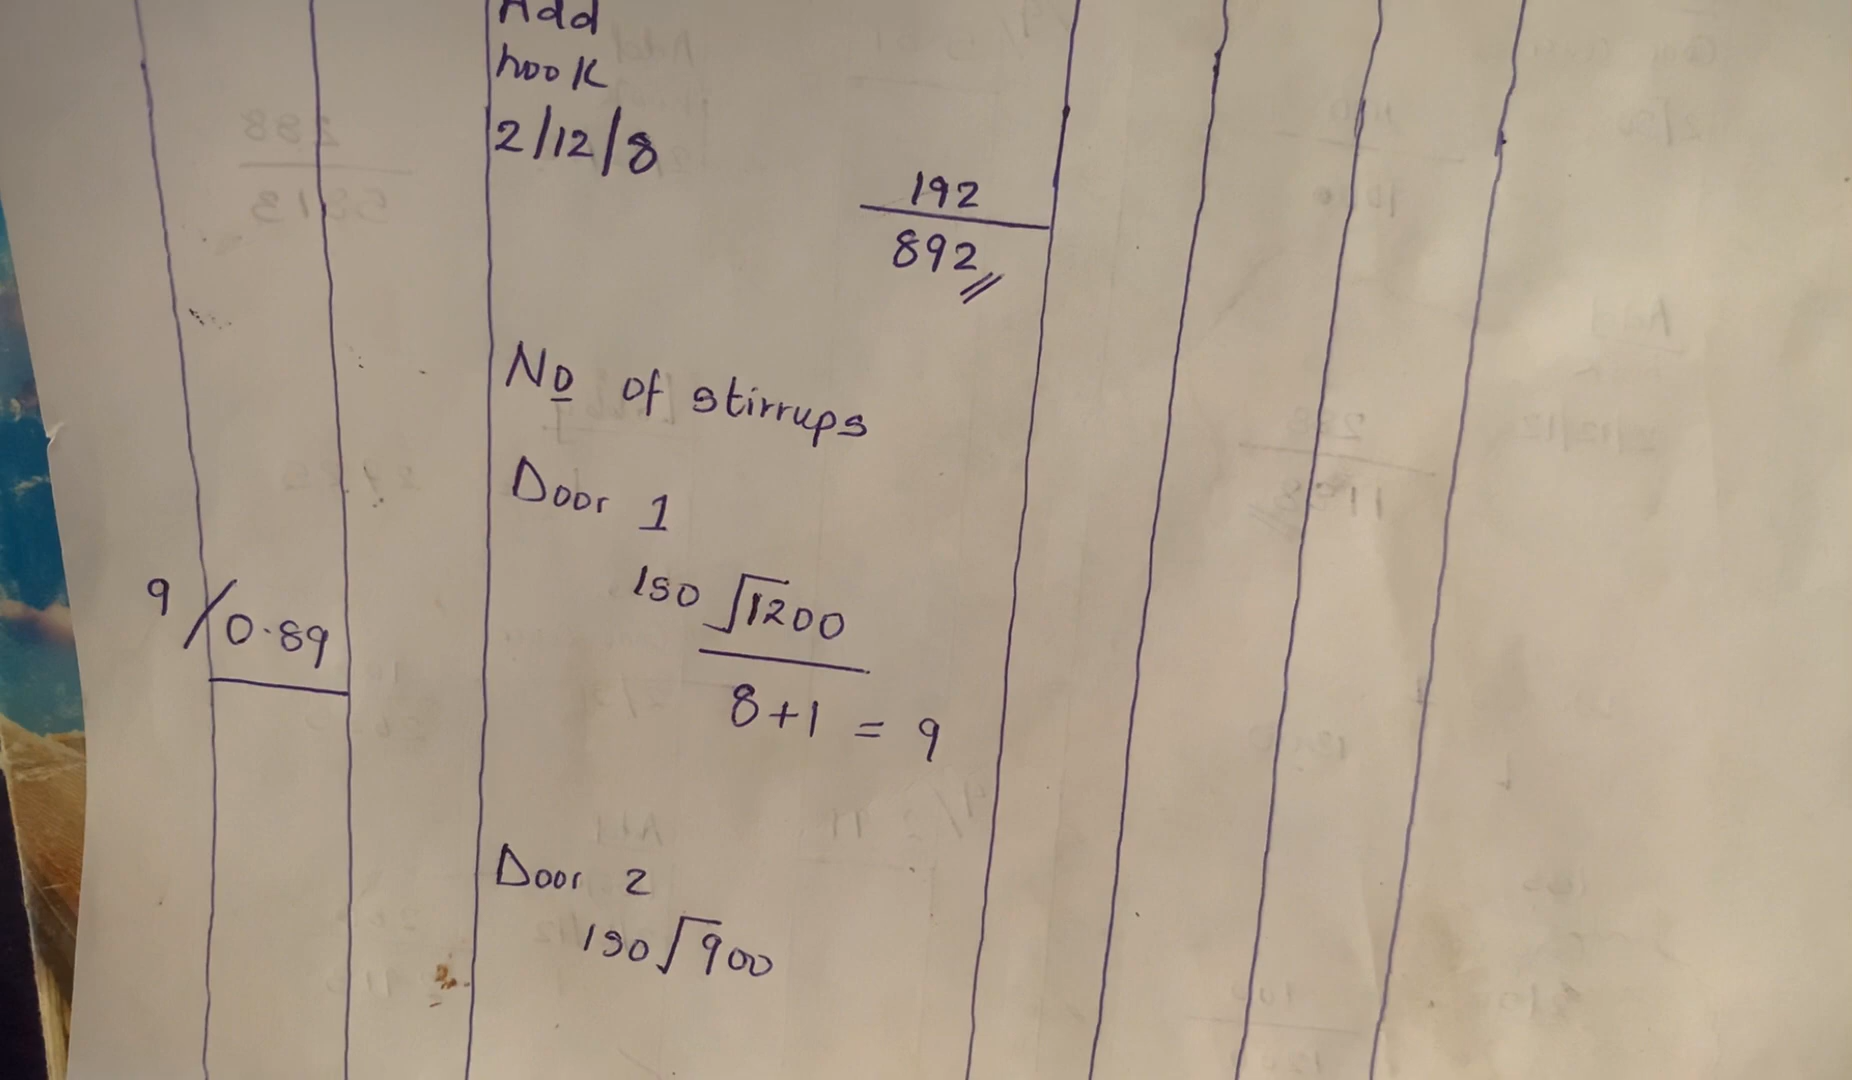 Add
hook
2/12/8
192
892
No of stirrups
Door 1
150 √1200
8+1 = 9
9/0.89
Door 2
150 √900